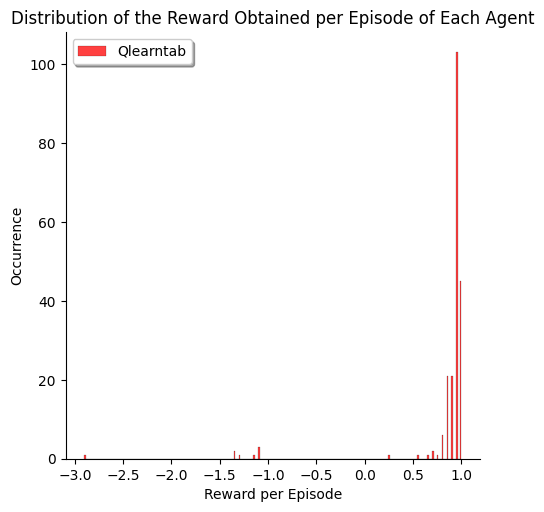 Distribution of the Reward Obtained per Episode of Each Agent
Qlearntab
100
80
60
40
20
0
Occurrence
−3.0 −2.5 −2.0 −1.5 −1.0 −0.5 0.0 0.5 1.0
Reward per Episode